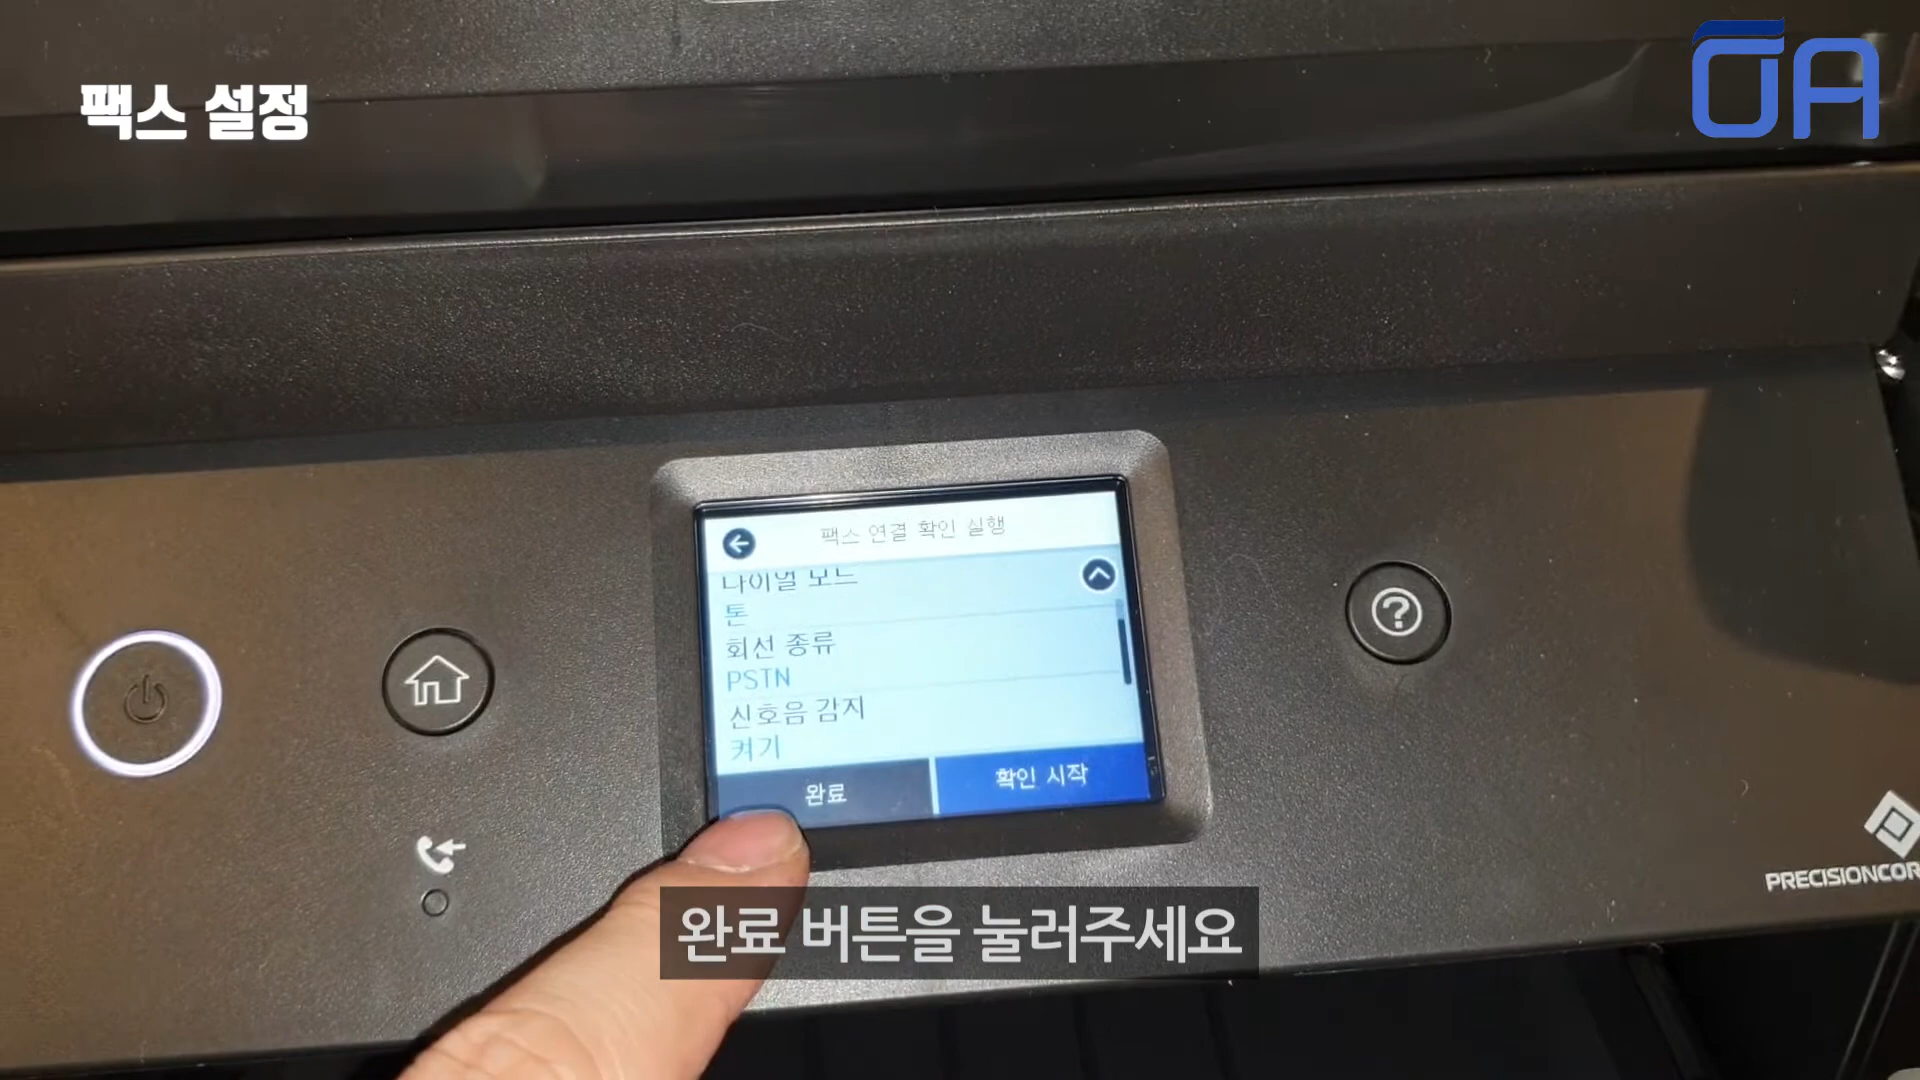 팩스 설정
OA
팩스 연결 확인 실행
다이얼 모드
톤
회선 종류
PSTN
신호음 감지
켜기
완료
확인 시작
PRECISIONCOR
완료 버튼을 눌러주세요